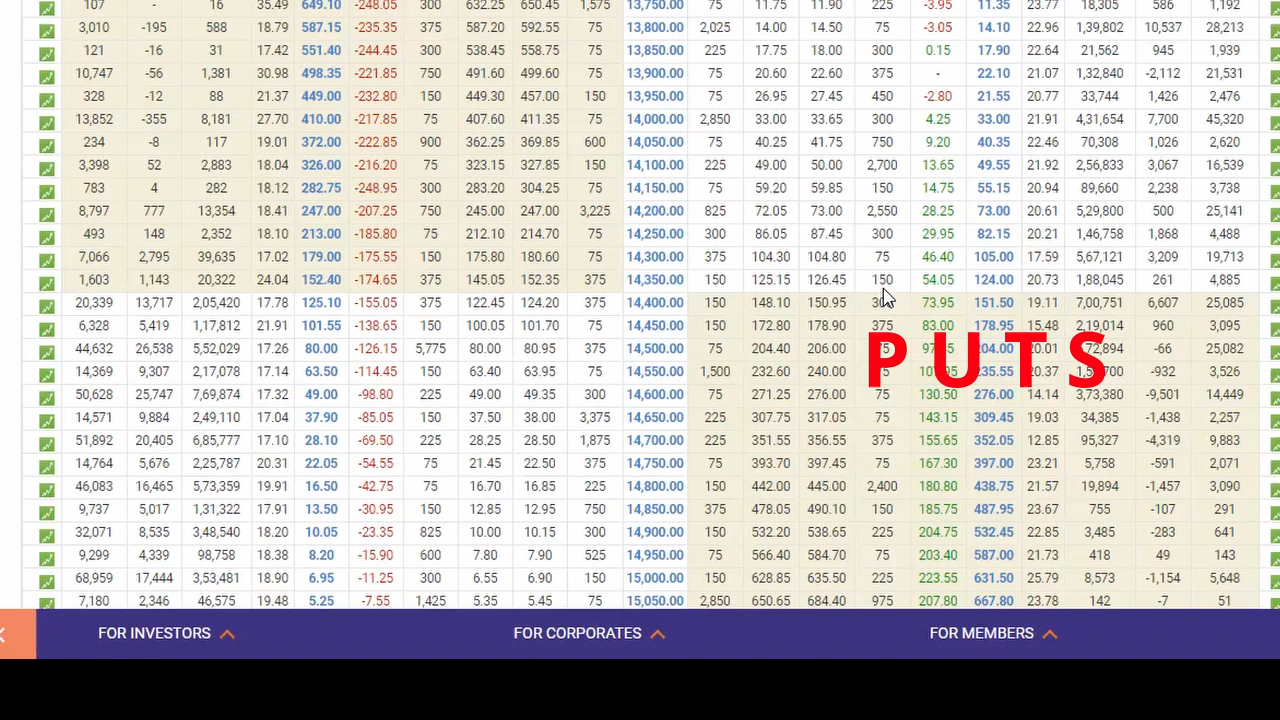 107 - 16 35.49 649.10 -248.05 300 632.25 650.45 1,575 13,750.00 75 11.75 11.90 225 -3.95 11.35 23.77 18,305 586 1,192
3,010 -195 588 18.79 587.15 -235.35 375 587.20 592.55 75 13,800.00 2,025 14.00 14.50 75 -3.05 14.10 22.96 1,39,802 10,537 28,213
121 -16 31 17.42 551.40 -244.45 300 538.45 558.75 75 13,850.00 225 17.75 18.00 300 0.15 17.90 22.64 21,562 945 1,939
10,747 -56 1,381 30.98 498.35 -221.85 750 491.60 499.60 75 13,900.00 75 20.60 22.60 375 - 22.10 21.07 1,32,840 -2,112 21,531
328 -12 88 21.37 449.00 -232.80 150 449.30 457.00 150 13,950.00 75 26.95 27.45 450 -2.80 21.55 20.77 33,744 1,426 2,476
13,852 -355 8,181 27.70 410.00 -217.85 75 407.60 411.35 75 14,000.00 2,850 33.00 33.65 300 4.25 33.00 21.91 4,31,654 7,700 45,320
234 -8 117 19.01 372.00 -222.85 900 362.25 369.85 600 14,050.00 75 40.25 41.75 750 9.20 40.35 22.46 70,308 1,026 2,620
3,398 52 2,883 18.04 326.00 -216.20 75 323.15 327.85 150 14,100.00 225 49.00 50.00 2,700 13.65 49.55 21.92 2,56,833 3,067 16,539
783 4 282 18.12 282.75 -248.95 300 283.20 304.25 75 14,150.00 75 59.20 59.85 150 14.75 55.15 20.94 89,660 2,238 3,738
8,797 777 13,354 18.41 247.00 -207.25 750 245.00 247.00 3,225 14,200.00 825 72.05 73.00 2,550 28.25 73.00 20.61 5,29,800 500 25,141
493 148 2,352 18.10 213.00 -185.80 75 212.10 214.70 75 14,250.00 300 86.05 87.45 300 29.95 82.15 20.21 1,46,758 1,868 4,488
7,066 2,795 39,635 17.02 179.00 -175.55 150 175.80 180.60 75 14,300.00 375 104.30 104.80 75 46.40 105.00 17.59 5,67,121 3,209 19,713
1,603 1,143 20,322 24.04 152.40 -174.65 375 145.05 152.35 375 14,350.00 150 125.15 126.45 150 54.05 124.00 20.73 1,88,045 261 4,885
20,339 13,717 2,05,420 17.78 125.10 -155.05 375 122.45 124.20 375 14,400.00 150 148.10 150.95 73.95 151.50 19.11 7,00,751 6,607 25,085
6,328 5,419 1,17,812 21.91 101.55 -138.65 150 100.05 101.70 75 14,450.00 150 172.80 178.90 375 83.00 178.95 15.48 2,19,014 960 3,095
44,632 26,538 5,52,029 17.26 80.00 -126.15 5,775 80.00 80.95 375 14,500.00 75 204.40 206.00 204.00 20.01 -66 25,082
PUTS
14,369 9,307 2,17,078 17.14 63.50 -114.45 150 63.40 63.95 75 14,550.00 1,500 232.60 240.00 235.55 20.37 -932 3,526
50,628 25,747 7,69,874 17.32 49.00 -98.80 225 49.00 49.35 300 14,600.00 75 271.25 276.00 75 130.50 276.00 14.14 3,73,380 -9,501 14,449
14,571 9,884 2,49,110 17.04 37.90 -85.05 150 37.50 38.00 3,375 14,650.00 225 307.75 317.05 75 143.15 309.45 19.03 34,385 -1,438 2,257
51,892 20,405 6,85,777 17.10 28.10 -69.50 225 28.25 28.50 1,875 14,700.00 225 351.55 356.55 375 155.65 352.05 12.85 95,327 -4,319 9,883
14,764 5,676 2,25,787 20.31 22.05 -54.55 75 21.45 22.50 375 14,750.00 75 393.70 397.45 75 167.30 397.00 23.21 5,758 -591 2,071
46,083 16,465 5,73,359 19.91 16.50 -42.75 75 16.70 16.85 225 14,800.00 150 442.00 445.00 2,400 180.80 438.75 21.57 19,894 -1,457 3,090
9,737 5,017 1,31,322 17.91 13.50 -30.95 150 12.85 12.95 750 14,850.00 375 478.05 490.10 150 185.75 487.95 23.67 755 -107 291
32,071 8,535 3,48,540 18.20 10.05 -23.35 825 10.00 10.15 300 14,900.00 150 532.20 538.65 225 204.75 532.45 22.85 3,485 -283 641
9,299 4,339 98,758 18.38 8.20 -15.90 600 7.80 7.90 525 14,950.00 75 566.40 584.70 75 203.40 587.00 21.73 418 49 143
68,959 17,444 3,53,481 18.90 6.95 -11.25 300 6.55 6.90 150 15,000.00 150 628.85 635.50 225 223.55 631.50 25.79 8,573 -1,154 5,648
7,180 2,346 46,575 19.48 5.25 -7.55 1,425 5.35 5.45 75 15,050.00 2,850 650.65 684.40 975 207.80 667.80 23.78 142 -7 51
FOR INVESTORS FOR CORPORATES FOR MEMBERS